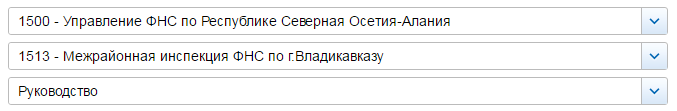 1500 - Управление ФНС по Республике Северная Осетия-Алания
1513 - Межрайонная инспекция ФНС по г.Владикавказу
Руководство